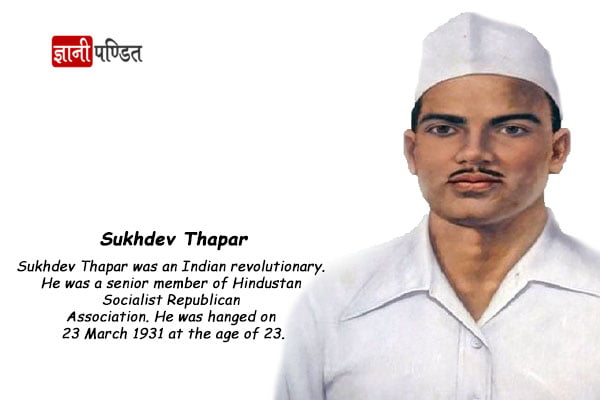 ज्ञानी पण्डित
Sukhdev Thapar
Sukhdev Thapar was an Indian revolutionary.
He was a senior member of Hindustan
Socialist Republican
Association. He was hanged on
23 March 1931 at the age of 23.